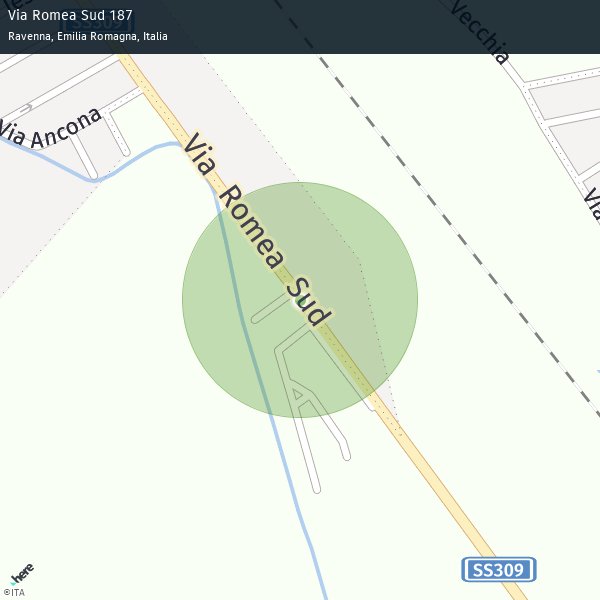 Via Romea Sud 187
Ravenna, Emilia Romagna, Italia
Vecchia
Via Ancona
Via Romea Sud
SS309
here
©ITA